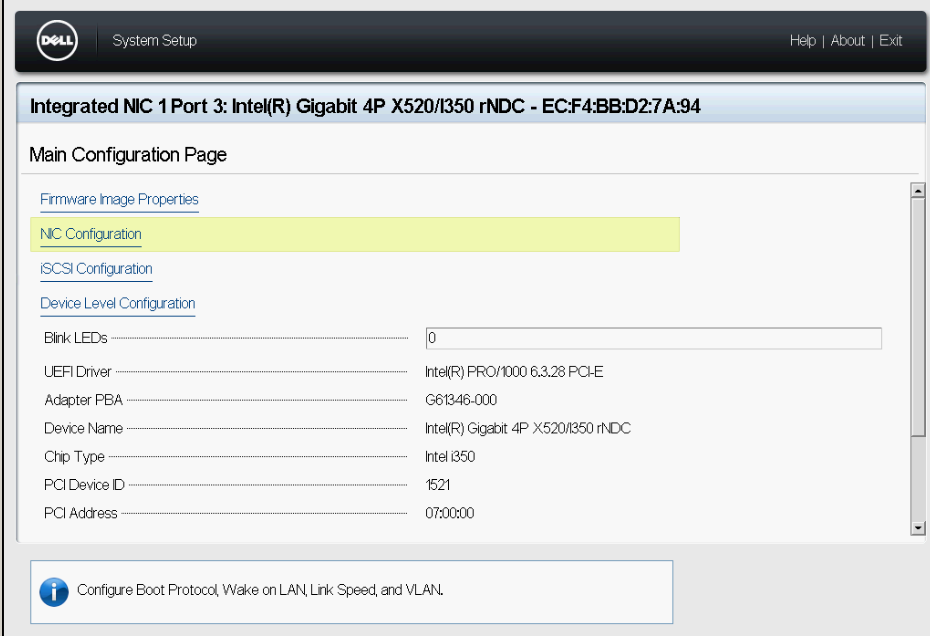 DELL
System Setup
Help | About | Exit
Integrated NIC 1 Port 3: Intel(R) Gigabit 4P X520/I350 rNDC - EC:F4:BB:D2:7A:94
Main Configuration Page
Firmware Image Properties
NIC Configuration
iSCSI Configuration
Device Level Configuration
Blink LEDs 0
UEFI Driver Intel(R) PRO/1000 6.3.28 PCI-E
Adapter PBA G61346-000
Device Name Intel(R) Gigabit 4P X520/I350 rNDC
Chip Type Intel i350
PCI Device ID 1521
PCI Address 07:00:00
Configure Boot Protocol, Wake on LAN, Link Speed, and VLAN.